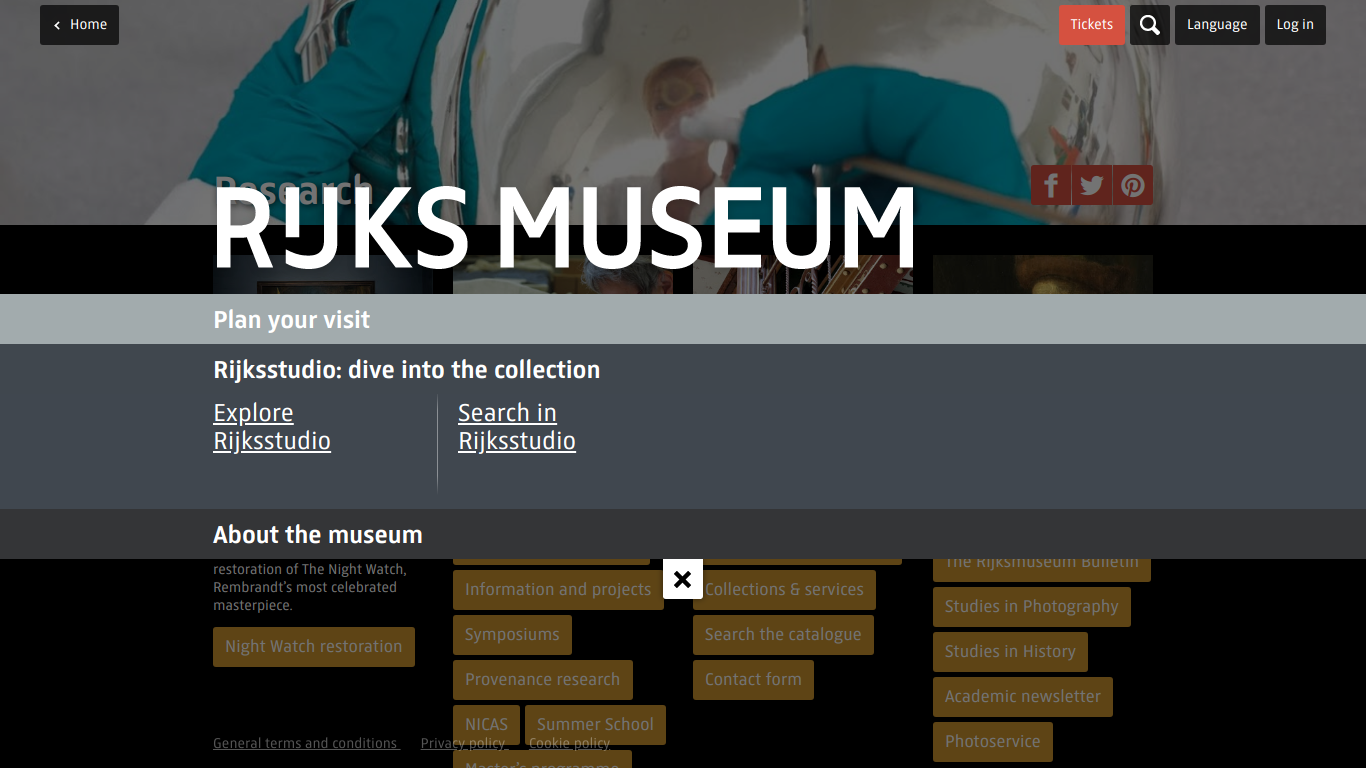 Home
Tickets
Language
Log in
Research
RIJKS MUSEUM
Plan your visit
Rijksstudio: dive into the collection
Explore
Rijksstudio
Search in
Rijksstudio
About the museum
restoration of The Night Watch,
Rembrandt's most celebrated
masterpiece.
Night Watch restoration
Information and projects
Symposiums
Provenance research
NICAS
Summer School
Master's programme
Collections & services
Search the catalogue
Contact form
The Rijksmuseum Bulletin
Studies in Photography
Studies in History
Academic newsletter
Photoservice
General terms and conditions
Privacy policy
Cookie policy